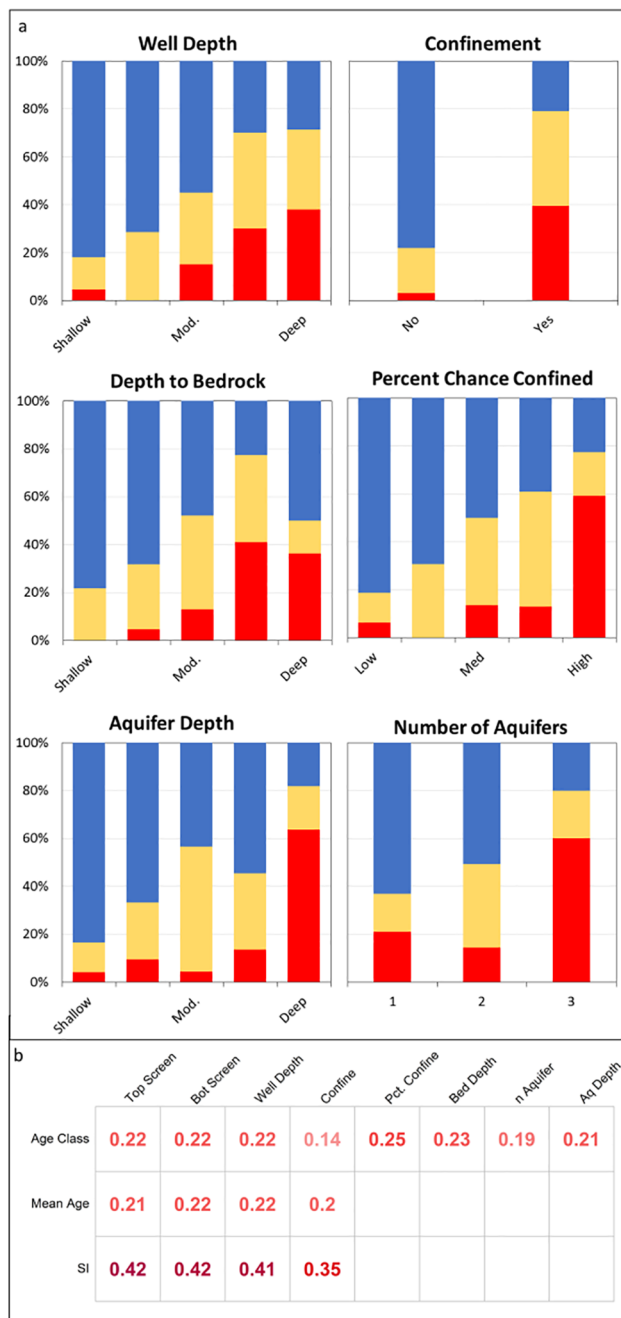 a
Well Depth Confinement
100%
80%
60%
40%
20%
0%
Shallow Mod. Deep No Yes
Depth to Bedrock Percent Chance Confined
100%
80%
60%
40%
20%
0%
Shallow Mod. Deep Low Med High
Aquifer Depth Number of Aquifers
100%
80%
60%
40%
20%
0%
Shallow Mod. Deep 1 2 3
b
Top Screen Bot Screen Well Depth Confine Pct. Confine Bed Depth n Aquifer Aq Depth
Age Class 0.22 0.22 0.22 0.14 0.25 0.23 0.19 0.21
Mean Age 0.21 0.22 0.22 0.2
SI 0.42 0.42 0.41 0.35